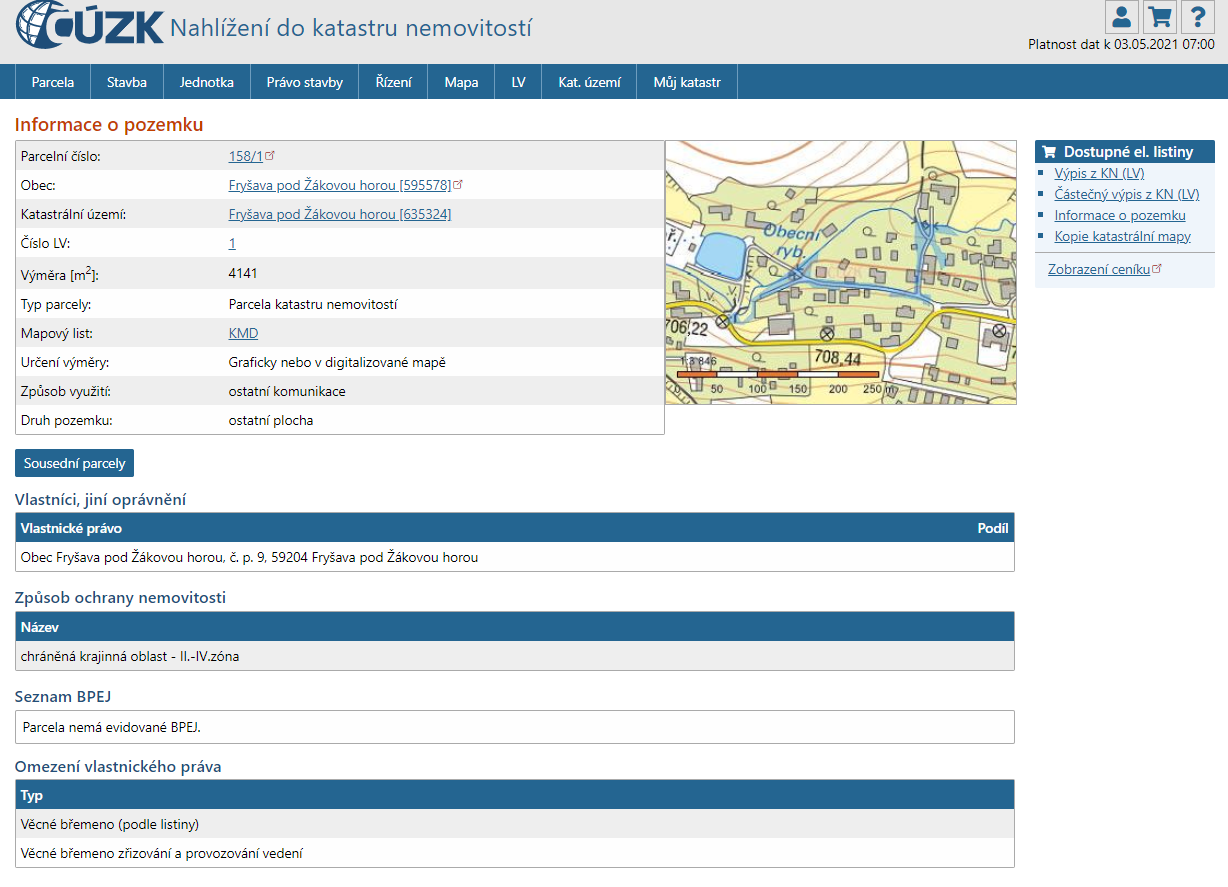 ČÚZK Nahlížení do katastru nemovitostí
Platnost dat k 03.05.2021 07:00
Parcela Stavba Jednotka Právo stavby Řízení Mapa LV Kat. území Můj katastr
Informace o pozemku
Parcelní číslo: 158/1
Obec: Fryšava pod Žákovou horou [595578]
Katastrální území: Fryšava pod Žákovou horou [635324]
Číslo LV: 1
Výměra [m2]: 4141
Typ parcely: Parcela katastru nemovitostí
Mapový list: KMD
Určení výměry: Graficky nebo v digitalizované mapě
Způsob využití: ostatní komunikace
Druh pozemku: ostatní plocha
Obecní
ryb.
706,22
708,44
1:3 846
0 50 100 150 200 250 m
Dostupné el. listiny
Výpis z KN (LV)
Částečný výpis z KN (LV)
Informace o pozemku
Kopie katastrální mapy
Zobrazení ceníku
Sousední parcely
Vlastníci, jiní oprávnění
Vlastnické právo Podíl
Obec Fryšava pod Žákovou horou, č. p. 9, 59204 Fryšava pod Žákovou horou
Způsob ochrany nemovitosti
Název
chráněná krajinná oblast - II.-IV.zóna
Seznam BPEJ
Parcela nemá evidované BPEJ.
Omezení vlastnického práva
Typ
Věcné břemeno (podle listiny)
Věcné břemeno zřizování a provozování vedení